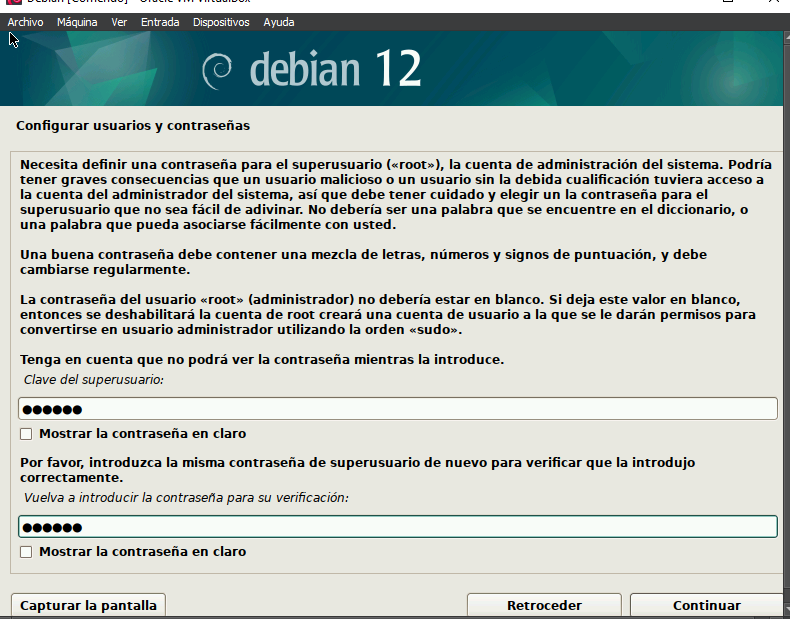 Debian [Corriendo] - Oracle VM VirtualBox
Archivo Máquina Ver Entrada Dispositivos Ayuda
debian 12
Configurar usuarios y contraseñas
Necesita definir una contraseña para el superusuario («root»), la cuenta de administración del sistema. Podría
tener graves consecuencias que un usuario malicioso o un usuario sin la debida cualificación tuviera acceso a
la cuenta del administrador del sistema, así que debe tener cuidado y elegir un la contraseña para el
superusuario que no sea fácil de adivinar. No debería ser una palabra que se encuentre en el diccionario, o
una palabra que pueda asociarse fácilmente con usted.
Una buena contraseña debe contener una mezcla de letras, números y signos de puntuación, y debe
cambiarse regularmente.
La contraseña del usuario «root» (administrador) no debería estar en blanco. Si deja este valor en blanco,
entonces se deshabilitará la cuenta de root creará una cuenta de usuario a la que se le darán permisos para
convertirse en usuario administrador utilizando la orden «sudo».
Tenga en cuenta que no podrá ver la contraseña mientras la introduce.
Clave del superusuario:
●●●●●●
Mostrar la contraseña en claro
Por favor, introduzca la misma contraseña de superusuario de nuevo para verificar que la introdujo
correctamente.
Vuelva a introducir la contraseña para su verificación:
●●●●●●
Mostrar la contraseña en claro
Capturar la pantalla Retroceder Continuar